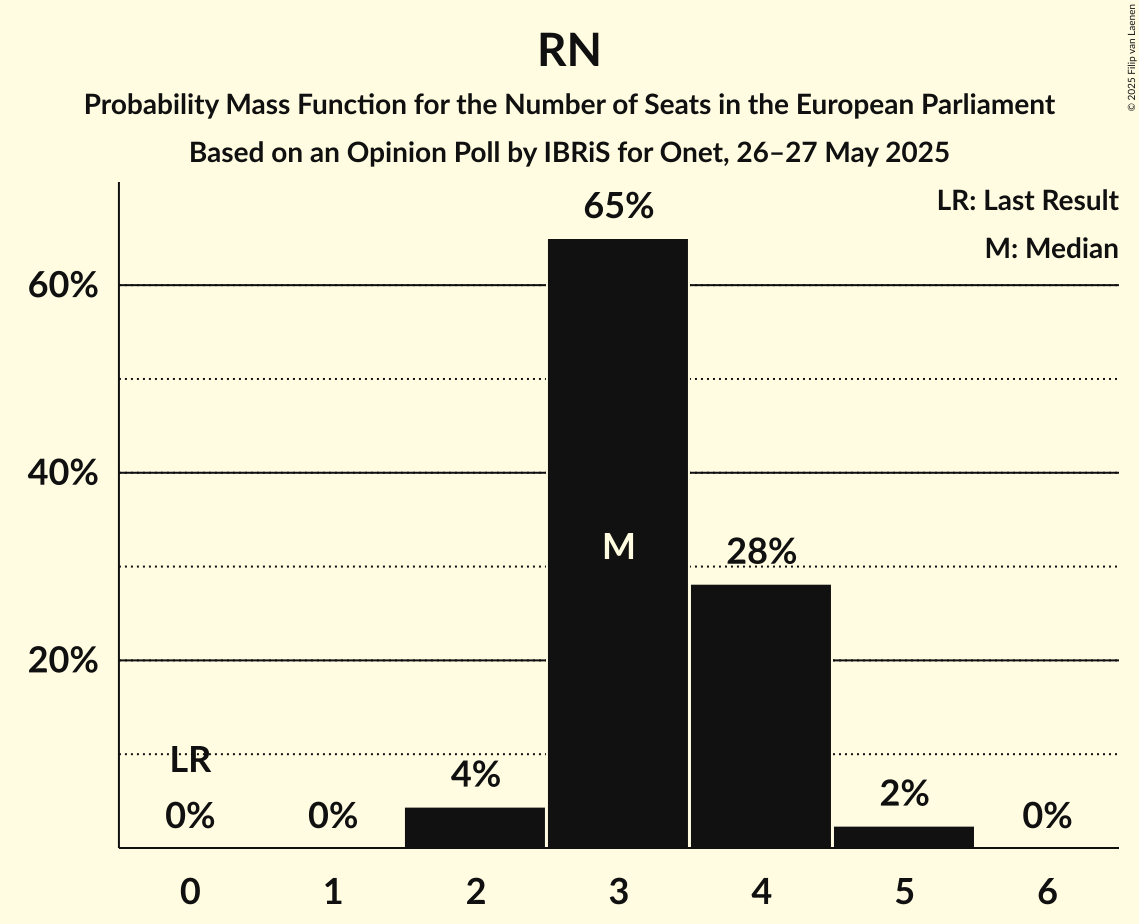 RN
Probability Mass Function for the Number of Seats in the European Parliament
Based on an Opinion Poll by IBRiS for Onet, 26–27 May 2025
© 2025 Filip van Laenen
LR: Last Result
M: Median
65%
60%
40%
M
28%
20%
LR
4%
2%
0%
0%
0%
0 1 2 3 4 5 6